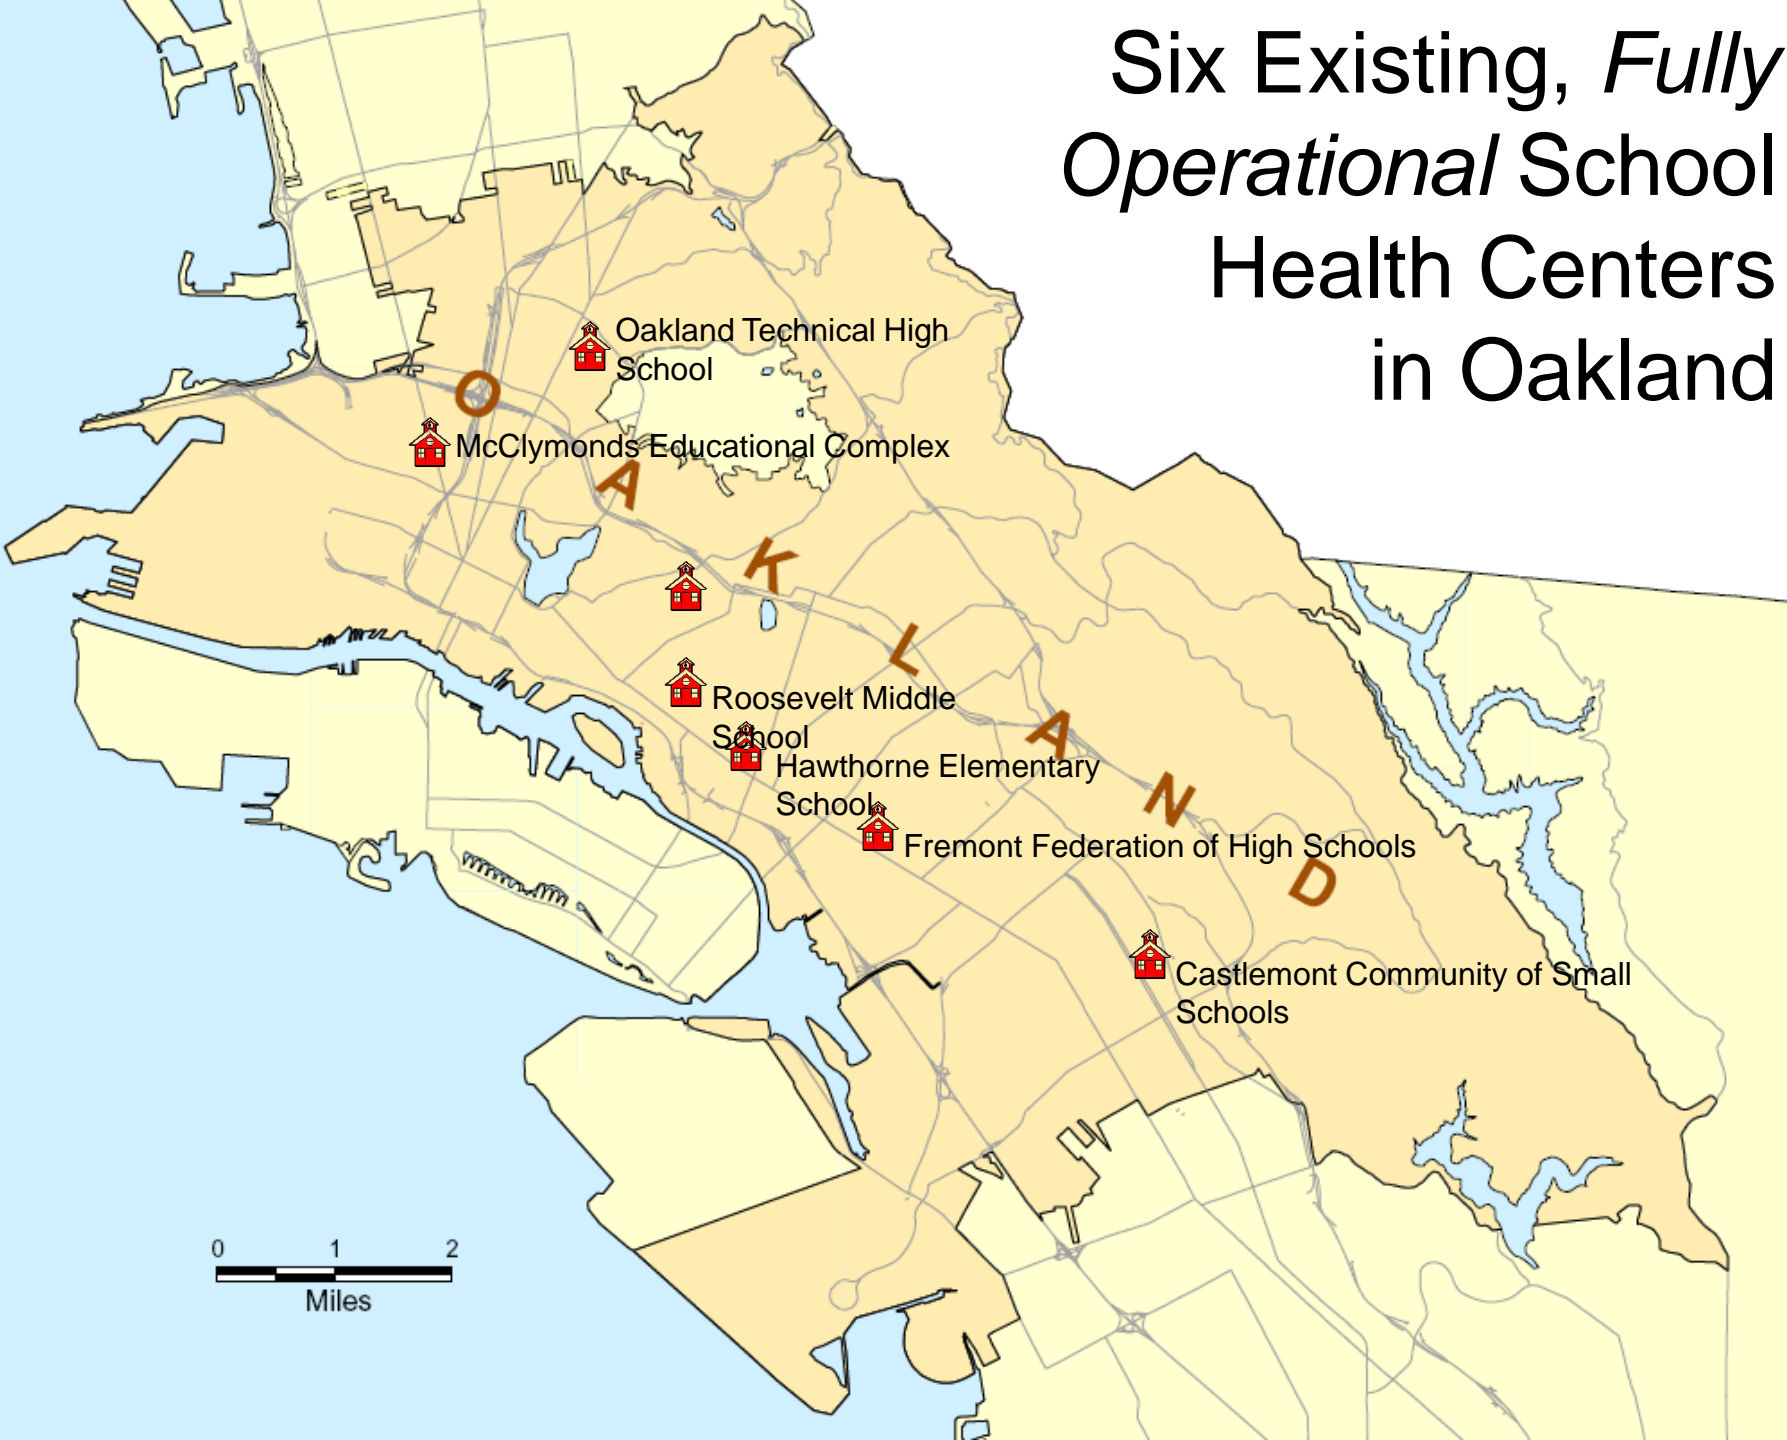 Six Existing, Fully
Operational School
Health Centers
in Oakland
Oakland Technical High
School
O
McClymonds Educational Complex
A
K
L
Roosevelt Middle
School
A
Hawthorne Elementary
School
N
Fremont Federation of High Schools
D
Castlemont Community of Small
Schools
0 1 2
Miles